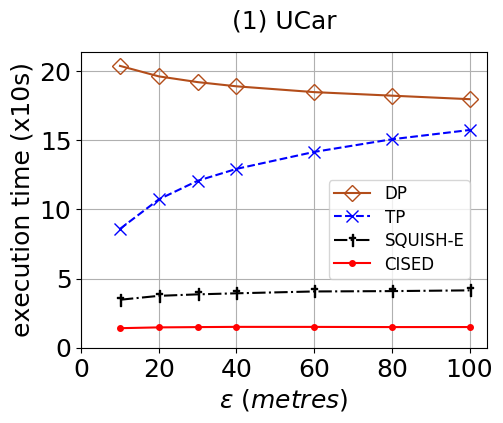 (1) UCar
execution time (x10s)
20
15
10
5
0
DP
TP
SQUISH-E
CISED
0 20 40 60 80 100
ε (metres)